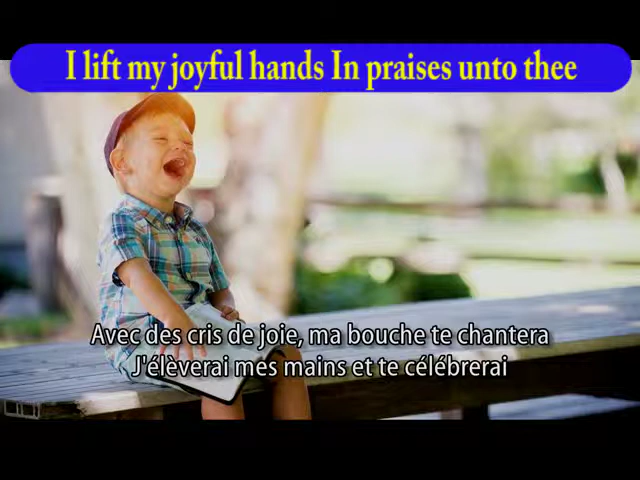 I lift my joyful hands In praises unto thee
Avec des cris de joie, ma bouche te chantera
J'élèverai mes mains et te célébrerai